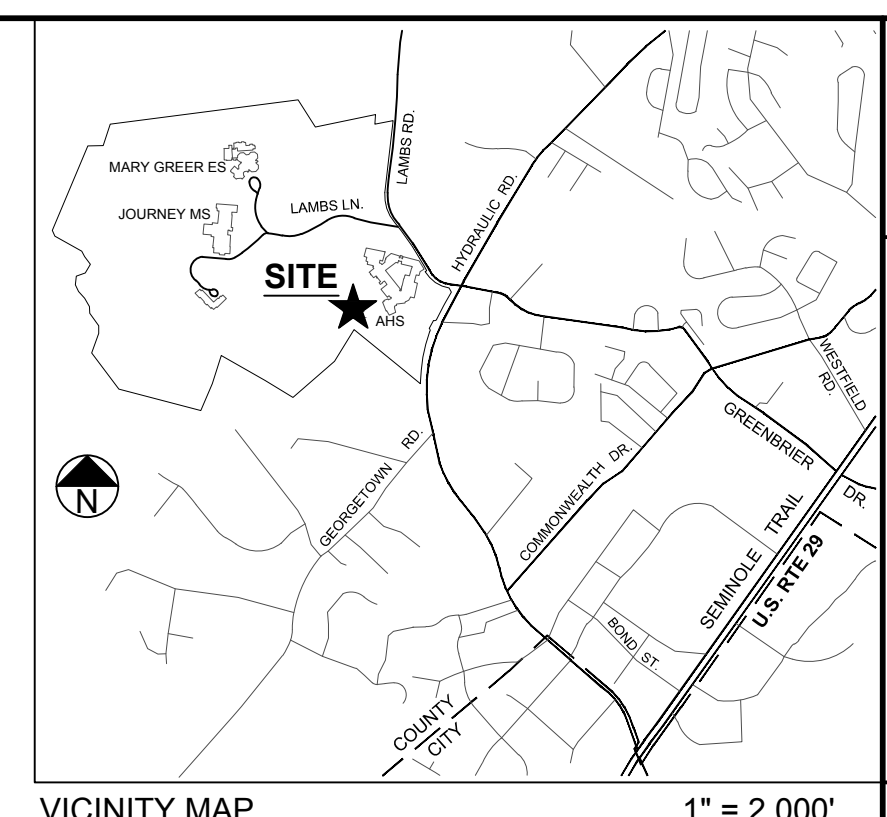 MARY GREER ES
JOURNEY MS
LAMBS LN.
LAMBS RD.
HYDRAULIC RD.
SITE
AHS
WESTFIELD
RD.
GREENBRIER
DR.
COMMONWEALTH DR.
GEORGETOWN RD.
N
SEMINOLE TRAIL
U.S. RTE 29
BOND ST.
COUNTY
CITY
VICINITY MAP
1" = 2,000'